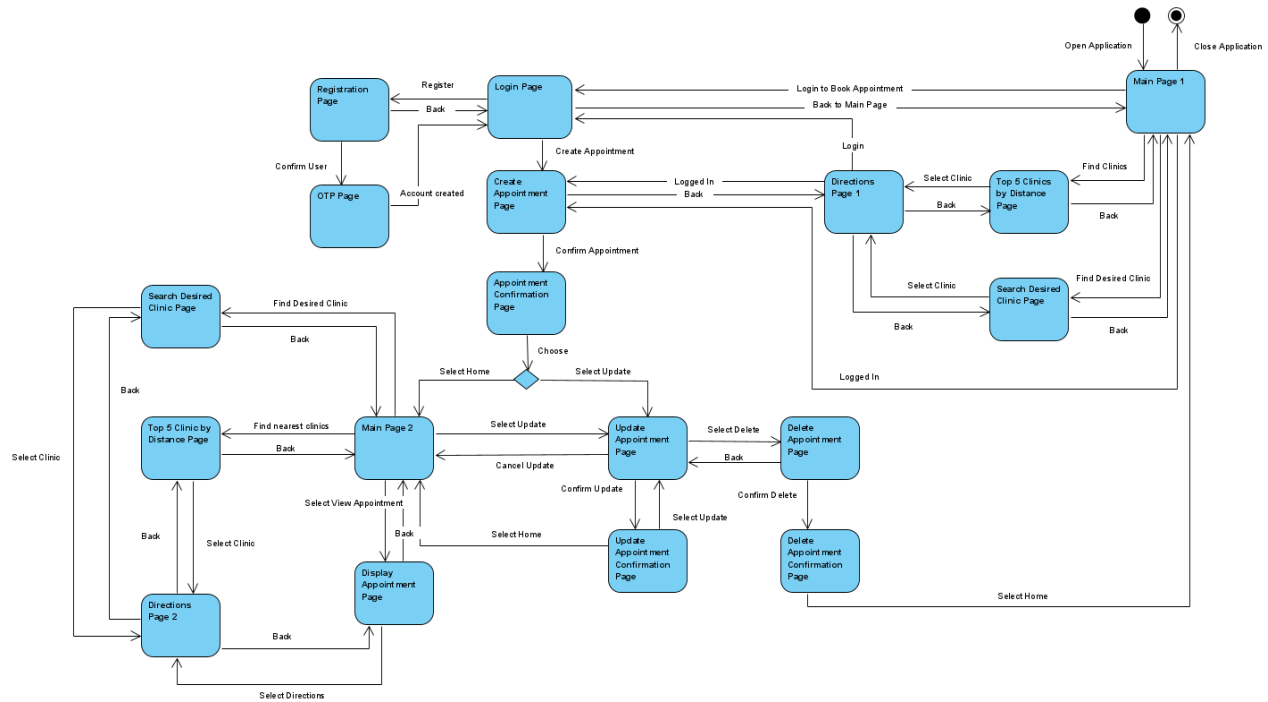 Open Application
Close Application
Registration
Page
Register
Back
Login Page
Login to Book Appointment
Back to Main Page
Main Page 1
Confirm User
OTP Page
Account created
Create Appointment
Login
Create
Appointment
Page
Logged In
Back
Directions
Page 1
Select Clinic
Back
Top 5 Clinics
by Distance
Page
Find Clinics
Back
Confirm Appointment
Appointment
Confirmation
Page
Select Clinic
Back
Search Desired
Clinic Page
Find Desired Clinic
Back
Search Desired
Clinic Page
Find Desired Clinic
Back
Choose
Select Home
Select Update
Logged In
Back
Select Clinic
Top 5 Clinic by
Distance Page
Find nearest clinics
Back
Main Page 2
Select Update
Cancel Update
Update
Appointment
Page
Select Delete
Back
Delete
Appointment
Page
Select View Appointment
Back
Confirm Update
Select Update
Confirm Delete
Back
Select Clinic
Select Home
Update
Appointment
Confirmation
Page
Delete
Appointment
Confirmation
Page
Display
Appointment
Page
Directions
Page 2
Back
Select Home
Select Directions